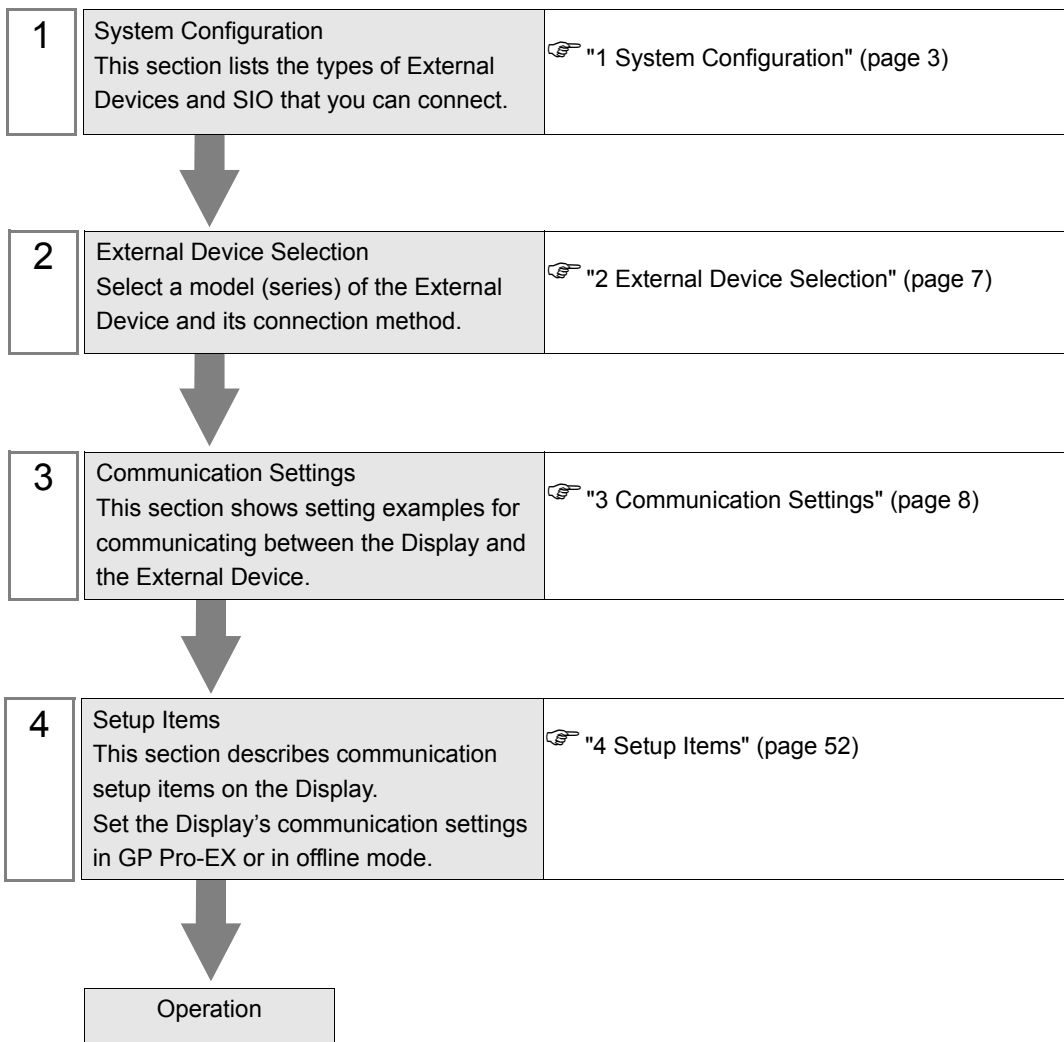 1
System Configuration
This section lists the types of External
Devices and SIO that you can connect.
"1 System Configuration" (page 3)
2
External Device Selection
Select a model (series) of the External
Device and its connection method.
"2 External Device Selection" (page 7)
3
Communication Settings
This section shows setting examples for
communicating between the Display and
the External Device.
"3 Communication Settings" (page 8)
4
Setup Items
This section describes communication
setup items on the Display.
Set the Display’s communication settings
in GP Pro-EX or in offline mode.
"4 Setup Items" (page 52)
Operation